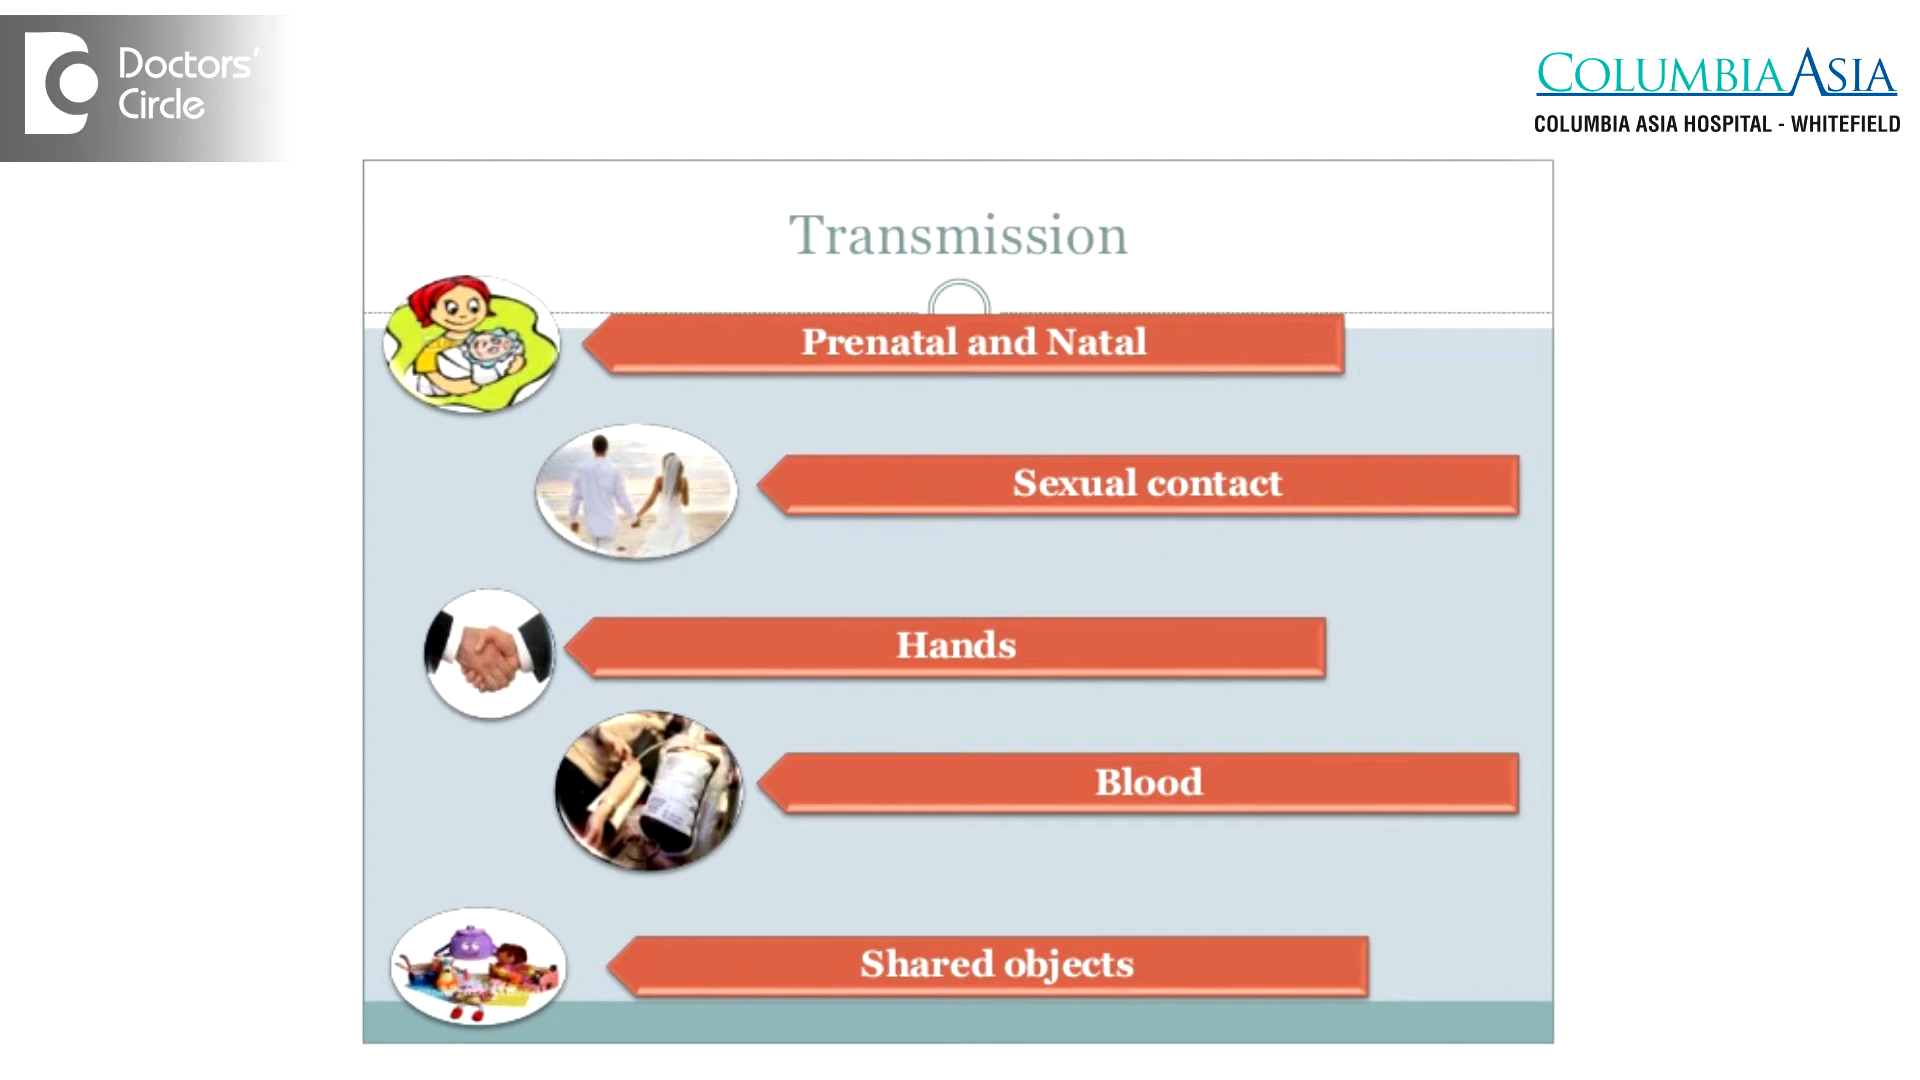 Doctors'
Circle
COLUMBIA ASIA
COLUMBIA ASIA HOSPITAL - WHITEFIELD
Transmission
Prenatal and Natal
Sexual contact
Hands
Blood
Shared objects